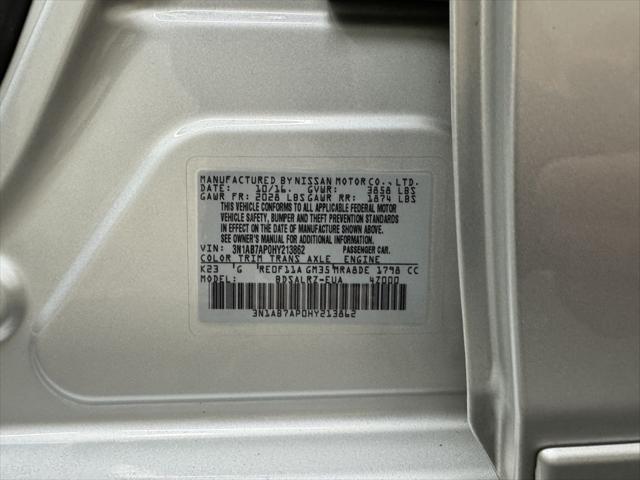 MANUFACTURED BY NISSAN MOTOR CO., LTD.
DATE: 10/16. GVWR: 3858 LBS
GAWR FR: 2028 LBS GAWR RR: 1874 LBS
THIS VEHICLE CONFORMS TO ALL APPLICABLE FEDERAL MOTOR
VEHICLE SAFETY, BUMPER AND THEFT PREVENTION STANDARDS
IN EFFECT ON THE DATE OF MANUFACTURE SHOWN ABOVE.
SEE OWNER'S MANUAL FOR ADDITIONAL INFORMATION.
VIN: 3N1AB7AP0HY213862
COLOR TRIM TRANS AXLE ENGINE
K23 G RE0F11A GM35 MRA8DE 1798 CC
MODEL: BDSALRZ-EUA 4Z000
3N1AB7AP0HY213862